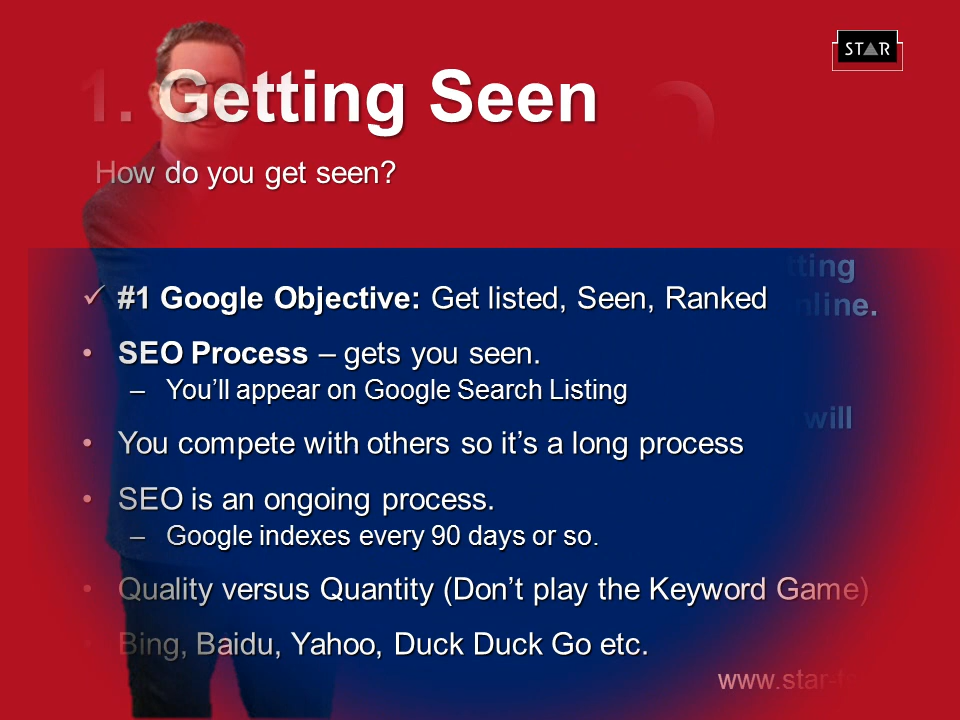 STAR
1. Getting Seen
How do you get seen?
✓ #1 Google Objective: Get listed, Seen, Ranked
• SEO Process – gets you seen.
– You’ll appear on Google Search Listing
• You compete with others so it’s a long process
• SEO is an ongoing process.
– Google indexes every 90 days or so.
will
• Quality versus Quantity (Don’t play the Keyword Game)
• Bing, Baidu, Yahoo, Duck Duck Go etc.